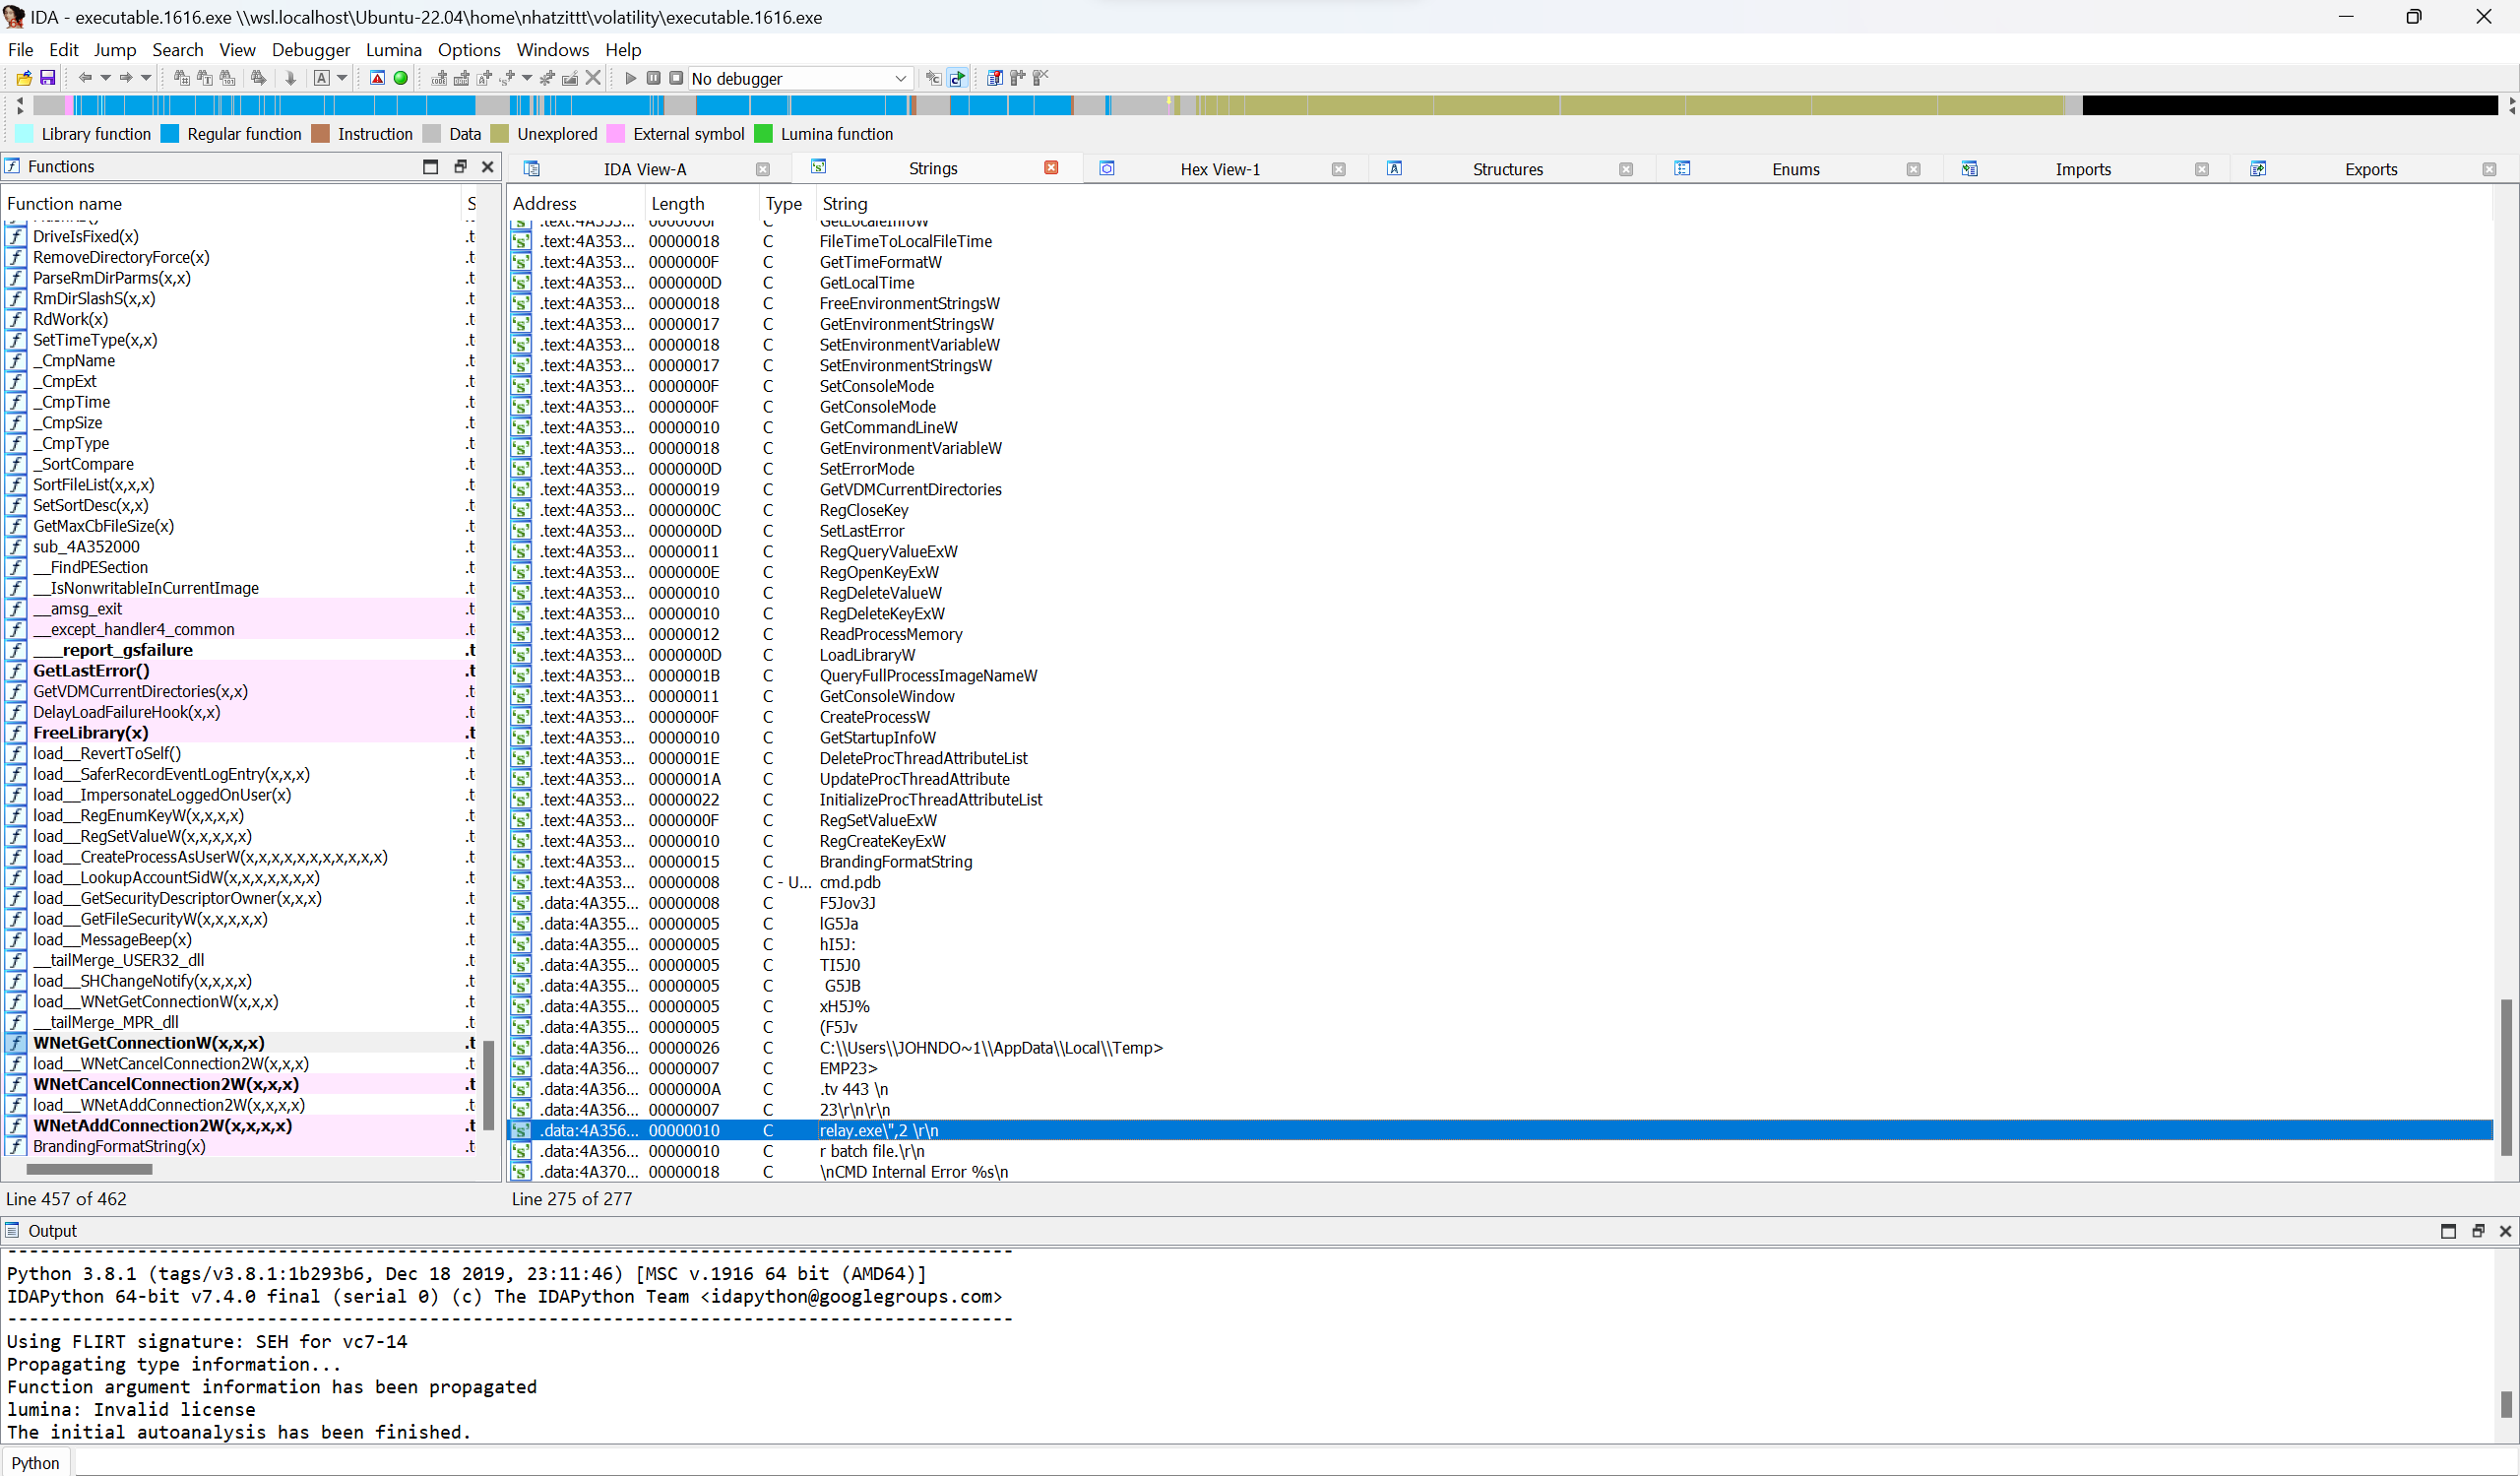 IDA - executable.1616.exe \\wsl.localhost\Ubuntu-22.04\home\nhatzittt\volatility\executable.1616.exe
File Edit Jump Search View Debugger Lumina Options Windows Help
No debugger
Library function Regular function Instruction Data Unexplored External symbol Lumina function
Functions
IDA View-A Strings Hex View-1 Structures Enums Imports Exports
Function name S
DriveIsFixed(x) .t
RemoveDirectoryForce(x) .t
ParseRmDirParms(x,x) .t
RmDirSlashS(x,x) .t
RdWork(x) .t
SetTimeType(x,x) .t
_CmpName .t
_CmpExt .t
_CmpTime .t
_CmpSize .t
_CmpType .t
_SortCompare .t
SortFileList(x,x,x) .t
SetSortDesc(x,x) .t
GetMaxCbFileSize(x) .t
sub_4A352000 .t
__FindPESection .t
__IsNonwritableInCurrentImage .t
__amsg_exit .t
__except_handler4_common .t
____report_gsfailure .t
GetLastError() .t
GetVDMCurrentDirectories(x,x) .t
DelayLoadFailureHook(x,x) .t
FreeLibrary(x) .t
load__RevertToSelf() .t
load__SaferRecordEventLogEntry(x,x,x) .t
load__ImpersonateLoggedOnUser(x) .t
load__RegEnumKeyW(x,x,x,x) .t
load__RegSetValueW(x,x,x,x,x) .t
load__CreateProcessAsUserW(x,x,x,x,x,x,x,x,x,x,x) .t
load__LookupAccountSidW(x,x,x,x,x,x,x) .t
load__GetSecurityDescriptorOwner(x,x,x) .t
load__GetFileSecurityW(x,x,x,x,x) .t
load__MessageBeep(x) .t
__tailMerge_USER32_dll .t
load__SHChangeNotify(x,x,x,x) .t
load__WNetGetConnectionW(x,x,x) .t
__tailMerge_MPR_dll .t
WNetGetConnectionW(x,x,x) .t
load__WNetCancelConnection2W(x,x,x) .t
WNetCancelConnection2W(x,x,x) .t
load__WNetAddConnection2W(x,x,x,x) .t
WNetAddConnection2W(x,x,x,x) .t
BrandingFormatString(x) .t
Line 457 of 462
Address Length Type String
.text:4A353... 0000000F C GetLocaleInfoW
.text:4A353... 00000018 C FileTimeToLocalFileTime
.text:4A353... 0000000F C GetTimeFormatW
.text:4A353... 0000000D C GetLocalTime
.text:4A353... 00000018 C FreeEnvironmentStringsW
.text:4A353... 00000017 C GetEnvironmentStringsW
.text:4A353... 00000018 C SetEnvironmentVariableW
.text:4A353... 00000017 C SetEnvironmentStringsW
.text:4A353... 0000000F C SetConsoleMode
.text:4A353... 0000000F C GetConsoleMode
.text:4A353... 00000010 C GetCommandLineW
.text:4A353... 00000018 C GetEnvironmentVariableW
.text:4A353... 0000000D C SetErrorMode
.text:4A353... 00000019 C GetVDMCurrentDirectories
.text:4A353... 0000000C C RegCloseKey
.text:4A353... 0000000D C SetLastError
.text:4A353... 00000011 C RegQueryValueExW
.text:4A353... 0000000E C RegOpenKeyExW
.text:4A353... 00000010 C RegDeleteValueW
.text:4A353... 00000010 C RegDeleteKeyExW
.text:4A353... 00000012 C ReadProcessMemory
.text:4A353... 0000000D C LoadLibraryW
.text:4A353... 0000001B C QueryFullProcessImageNameW
.text:4A353... 00000011 C GetConsoleWindow
.text:4A353... 0000000F C CreateProcessW
.text:4A353... 00000010 C GetStartupInfoW
.text:4A353... 0000001E C DeleteProcThreadAttributeList
.text:4A353... 0000001A C UpdateProcThreadAttribute
.text:4A353... 00000022 C InitializeProcThreadAttributeList
.text:4A353... 0000000F C RegSetValueExW
.text:4A353... 00000010 C RegCreateKeyExW
.text:4A353... 00000015 C BrandingFormatString
.text:4A353... 00000008 C - U... cmd.pdb
.data:4A355... 00000008 C F5Jov3J
.data:4A355... 00000005 C lG5Ja
.data:4A355... 00000005 C hI5J:
.data:4A355... 00000005 C TI5J0
.data:4A355... 00000005 C G5JB
.data:4A355... 00000005 C xH5J%
.data:4A355... 00000005 C (F5Jv
.data:4A356... 00000026 C C:\\Users\\JOHNDO~1\\AppData\\Local\\Temp>
.data:4A356... 00000007 C EMP23>
.data:4A356... 0000000A C .tv 443 \n
.data:4A356... 00000007 C 23\r\n\r\n
.data:4A356... 00000010 C relay.exe\",2 \r\n
.data:4A356... 00000010 C r batch file.\r\n
.data:4A370... 00000018 C \nCMD Internal Error %s\n
Line 275 of 277
Output
Python 3.8.1 (tags/v3.8.1:1b293b6, Dec 18 2019, 23:11:46) [MSC v.1916 64 bit (AMD64)]
IDAPython 64-bit v7.4.0 final (serial 0) (c) The IDAPython Team <idapython@googlegroups.com>
Using FLIRT signature: SEH for vc7-14
Propagating type information...
Function argument information has been propagated
lumina: Invalid license
The initial autoanalysis has been finished.
Python